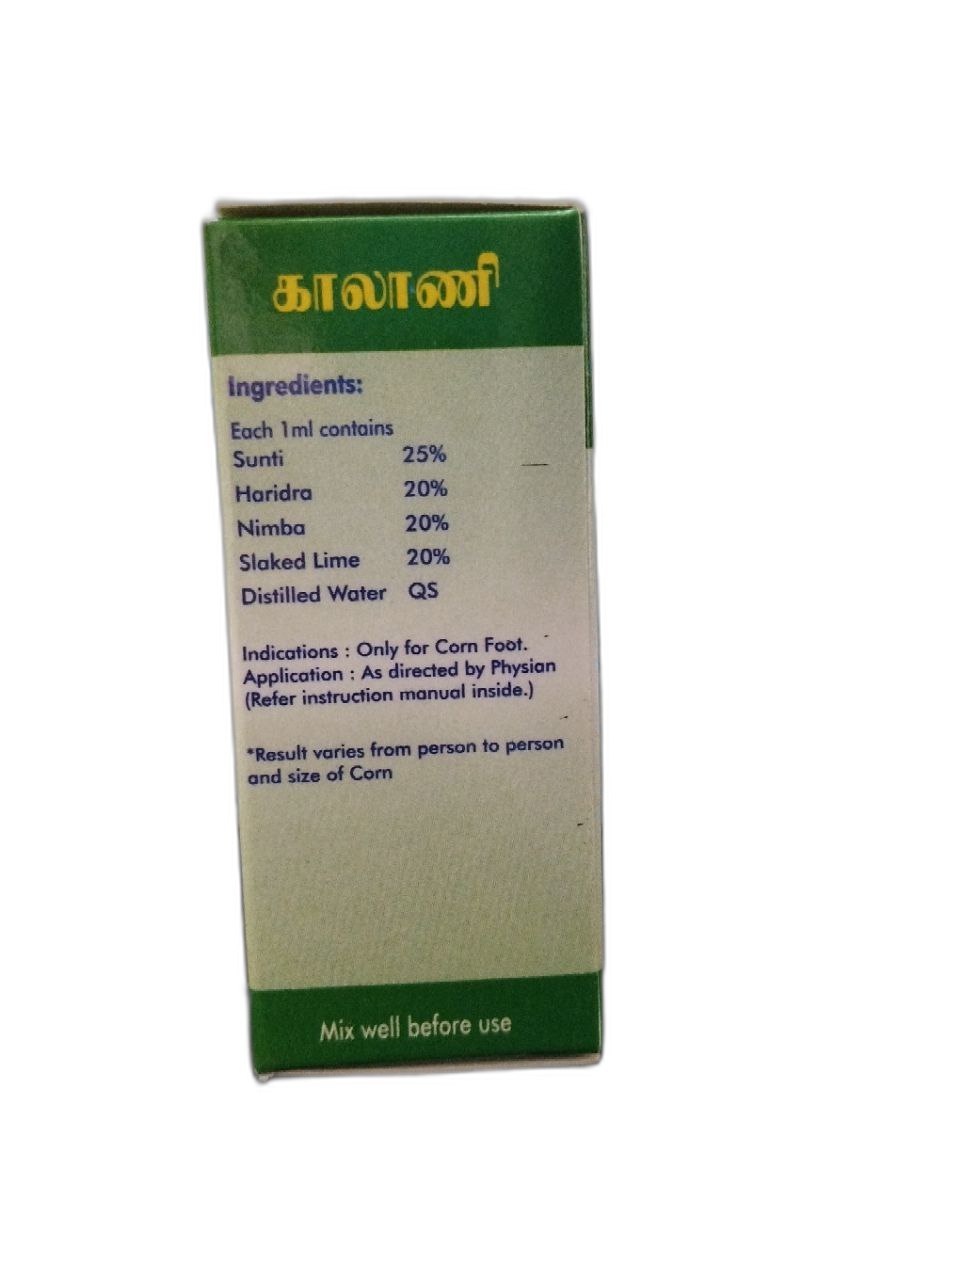 காலாணி
Ingredients:
Each 1ml contains
Sunti 25%
Haridra 20%
Nimba 20%
Slaked Lime 20%
Distilled Water QS
Indications : Only for Corn Foot.
Application : As directed by Physian
(Refer instruction manual inside.)
*Result varies from person to person
and size of Corn
Mix well before use